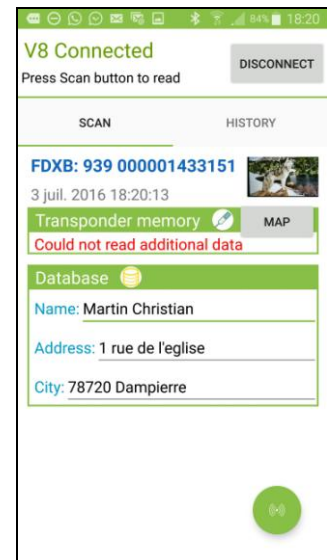 84% 18:20
V8 Connected
Press Scan button to read
DISCONNECT
SCAN HISTORY
FDXB: 939 000001433151
3 juil. 2016 18:20:13
Transponder memory MAP
Could not read additional data
Database
Name: Martin Christian
Address: 1 rue de l'eglise
City: 78720 Dampierre